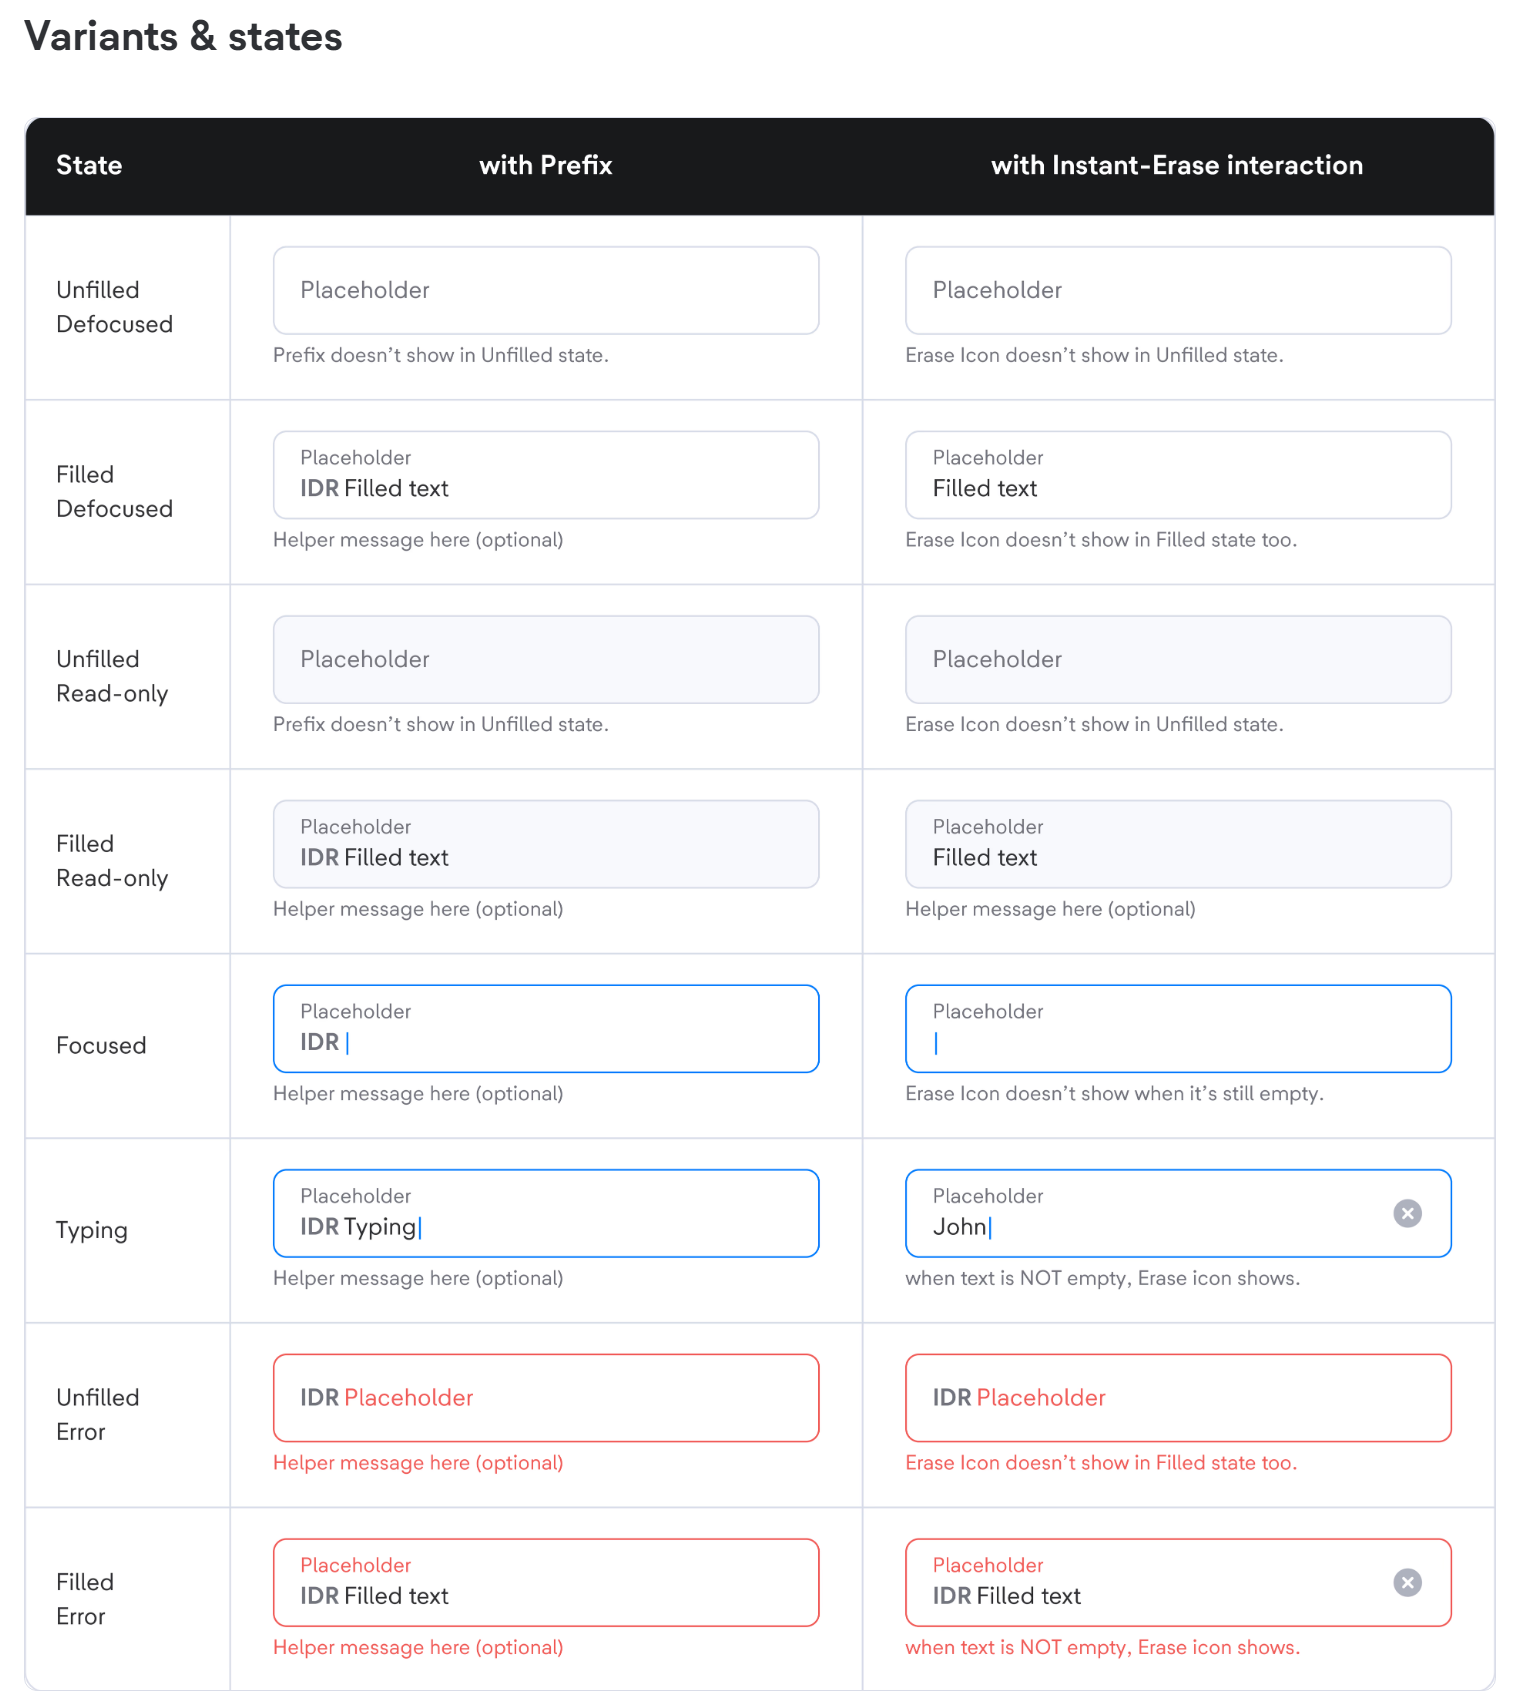 Variants & states
State
with Prefix
with Instant-Erase interaction
Unfilled
Defocused
Placeholder
Prefix doesn’t show in Unfilled state.
Placeholder
Erase Icon doesn’t show in Unfilled state.
Filled
Defocused
Placeholder
IDR Filled text
Helper message here (optional)
Placeholder
Filled text
Erase Icon doesn’t show in Filled state too.
Unfilled
Read-only
Placeholder
Prefix doesn’t show in Unfilled state.
Placeholder
Erase Icon doesn’t show in Unfilled state.
Filled
Read-only
Placeholder
IDR Filled text
Helper message here (optional)
Placeholder
Filled text
Helper message here (optional)
Focused
Placeholder
IDR
Helper message here (optional)
Placeholder
Erase Icon doesn’t show when it’s still empty.
Typing
Placeholder
IDR Typing
Helper message here (optional)
Placeholder
John
when text is NOT empty, Erase icon shows.
Unfilled
Error
IDR Placeholder
Helper message here (optional)
IDR Placeholder
Erase Icon doesn’t show in Filled state too.
Filled
Error
Placeholder
IDR Filled text
Helper message here (optional)
Placeholder
IDR Filled text
when text is NOT empty, Erase icon shows.